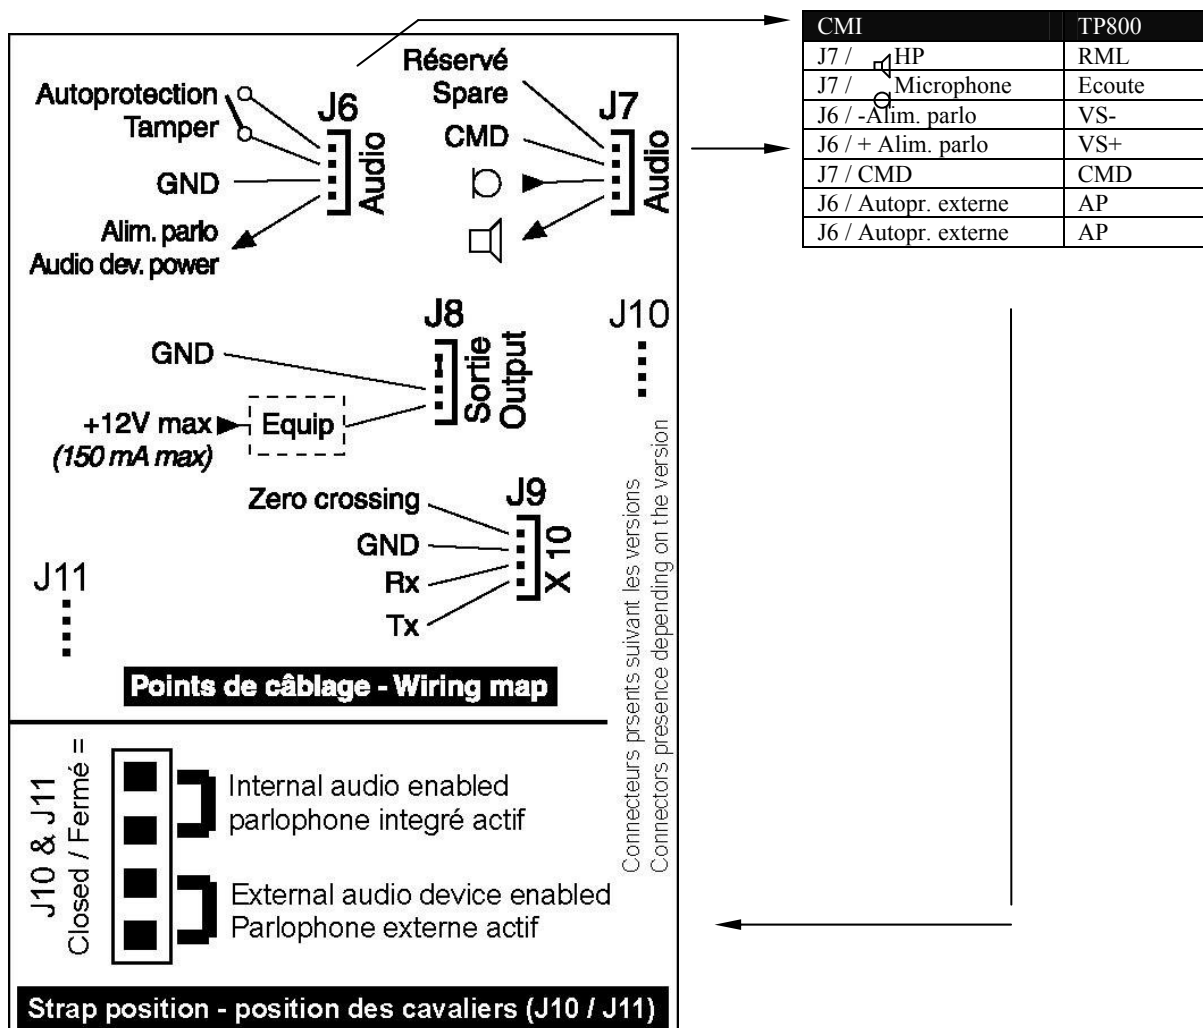 CMI TP800
J7 / HP RML
J7 / Microphone Ecoute
J6 / -Alim. parlo VS-
J6 / + Alim. parlo VS+
J7 / CMD CMD
J6 / Autopr. externe AP
J6 / Autopr. externe AP
Autoprotection
Tamper
GND
Alim. parlo
Audio dev. power
J6
Audio
Réservé
Spare
CMD
J7
Audio
J8
GND
+12V max
(150 mA max)
Equip
Sortie
Output
J10
J9
Zero crossing
GND
Rx
Tx
X 10
J11
Connecteurs prsents suivant les versions
Connectors presence depending on the version
Points de câblage - Wiring map
J10 & J11
Closed / Fermé =
Internal audio enabled
parlophone integré actif
External audio device enabled
Parlophone externe actif
Strap position - position des cavaliers (J10 / J11)